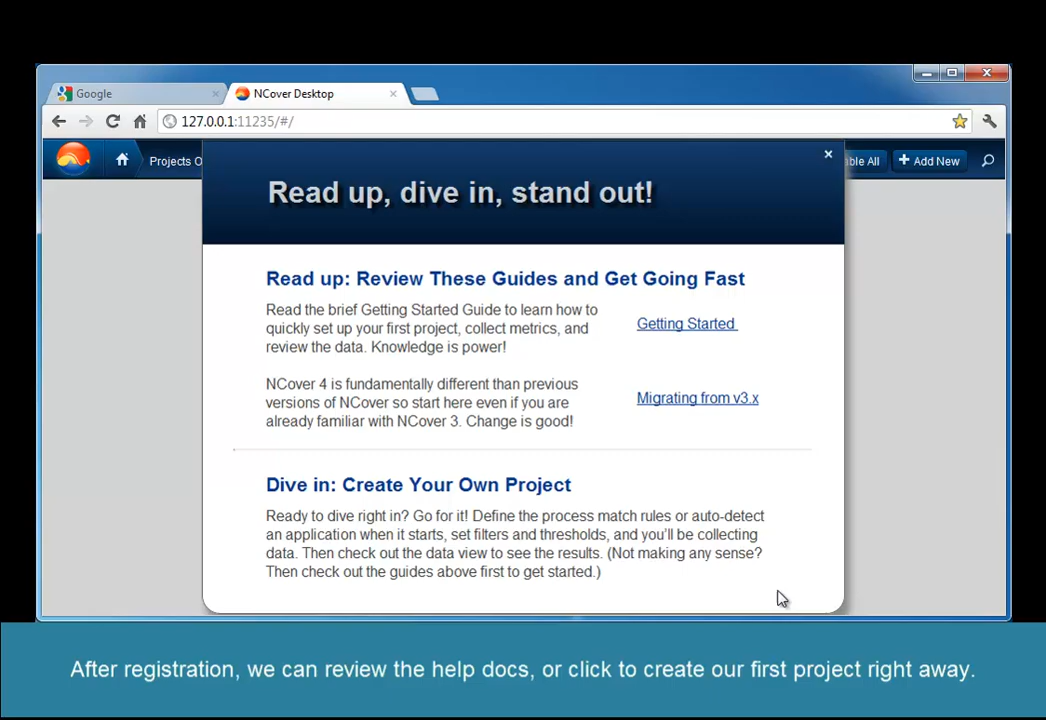 Google
NCover Desktop
127.0.0.1:11235/#/
Projects O
ble All
Add New
Read up, dive in, stand out!
Read up: Review These Guides and Get Going Fast
Read the brief Getting Started Guide to learn how to
quickly set up your first project, collect metrics, and
review the data. Knowledge is power!
Getting Started
NCover 4 is fundamentally different than previous
versions of NCover so start here even if you are
already familiar with NCover 3. Change is good!
Migrating from v3.x
Dive in: Create Your Own Project
Ready to dive right in? Go for it! Define the process match rules or auto-detect
an application when it starts, set filters and thresholds, and you'll be collecting
data. Then check out the data view to see the results. (Not making any sense?
Then check out the guides above first to get started.)
After registration, we can review the help docs, or click to create our first project right away.